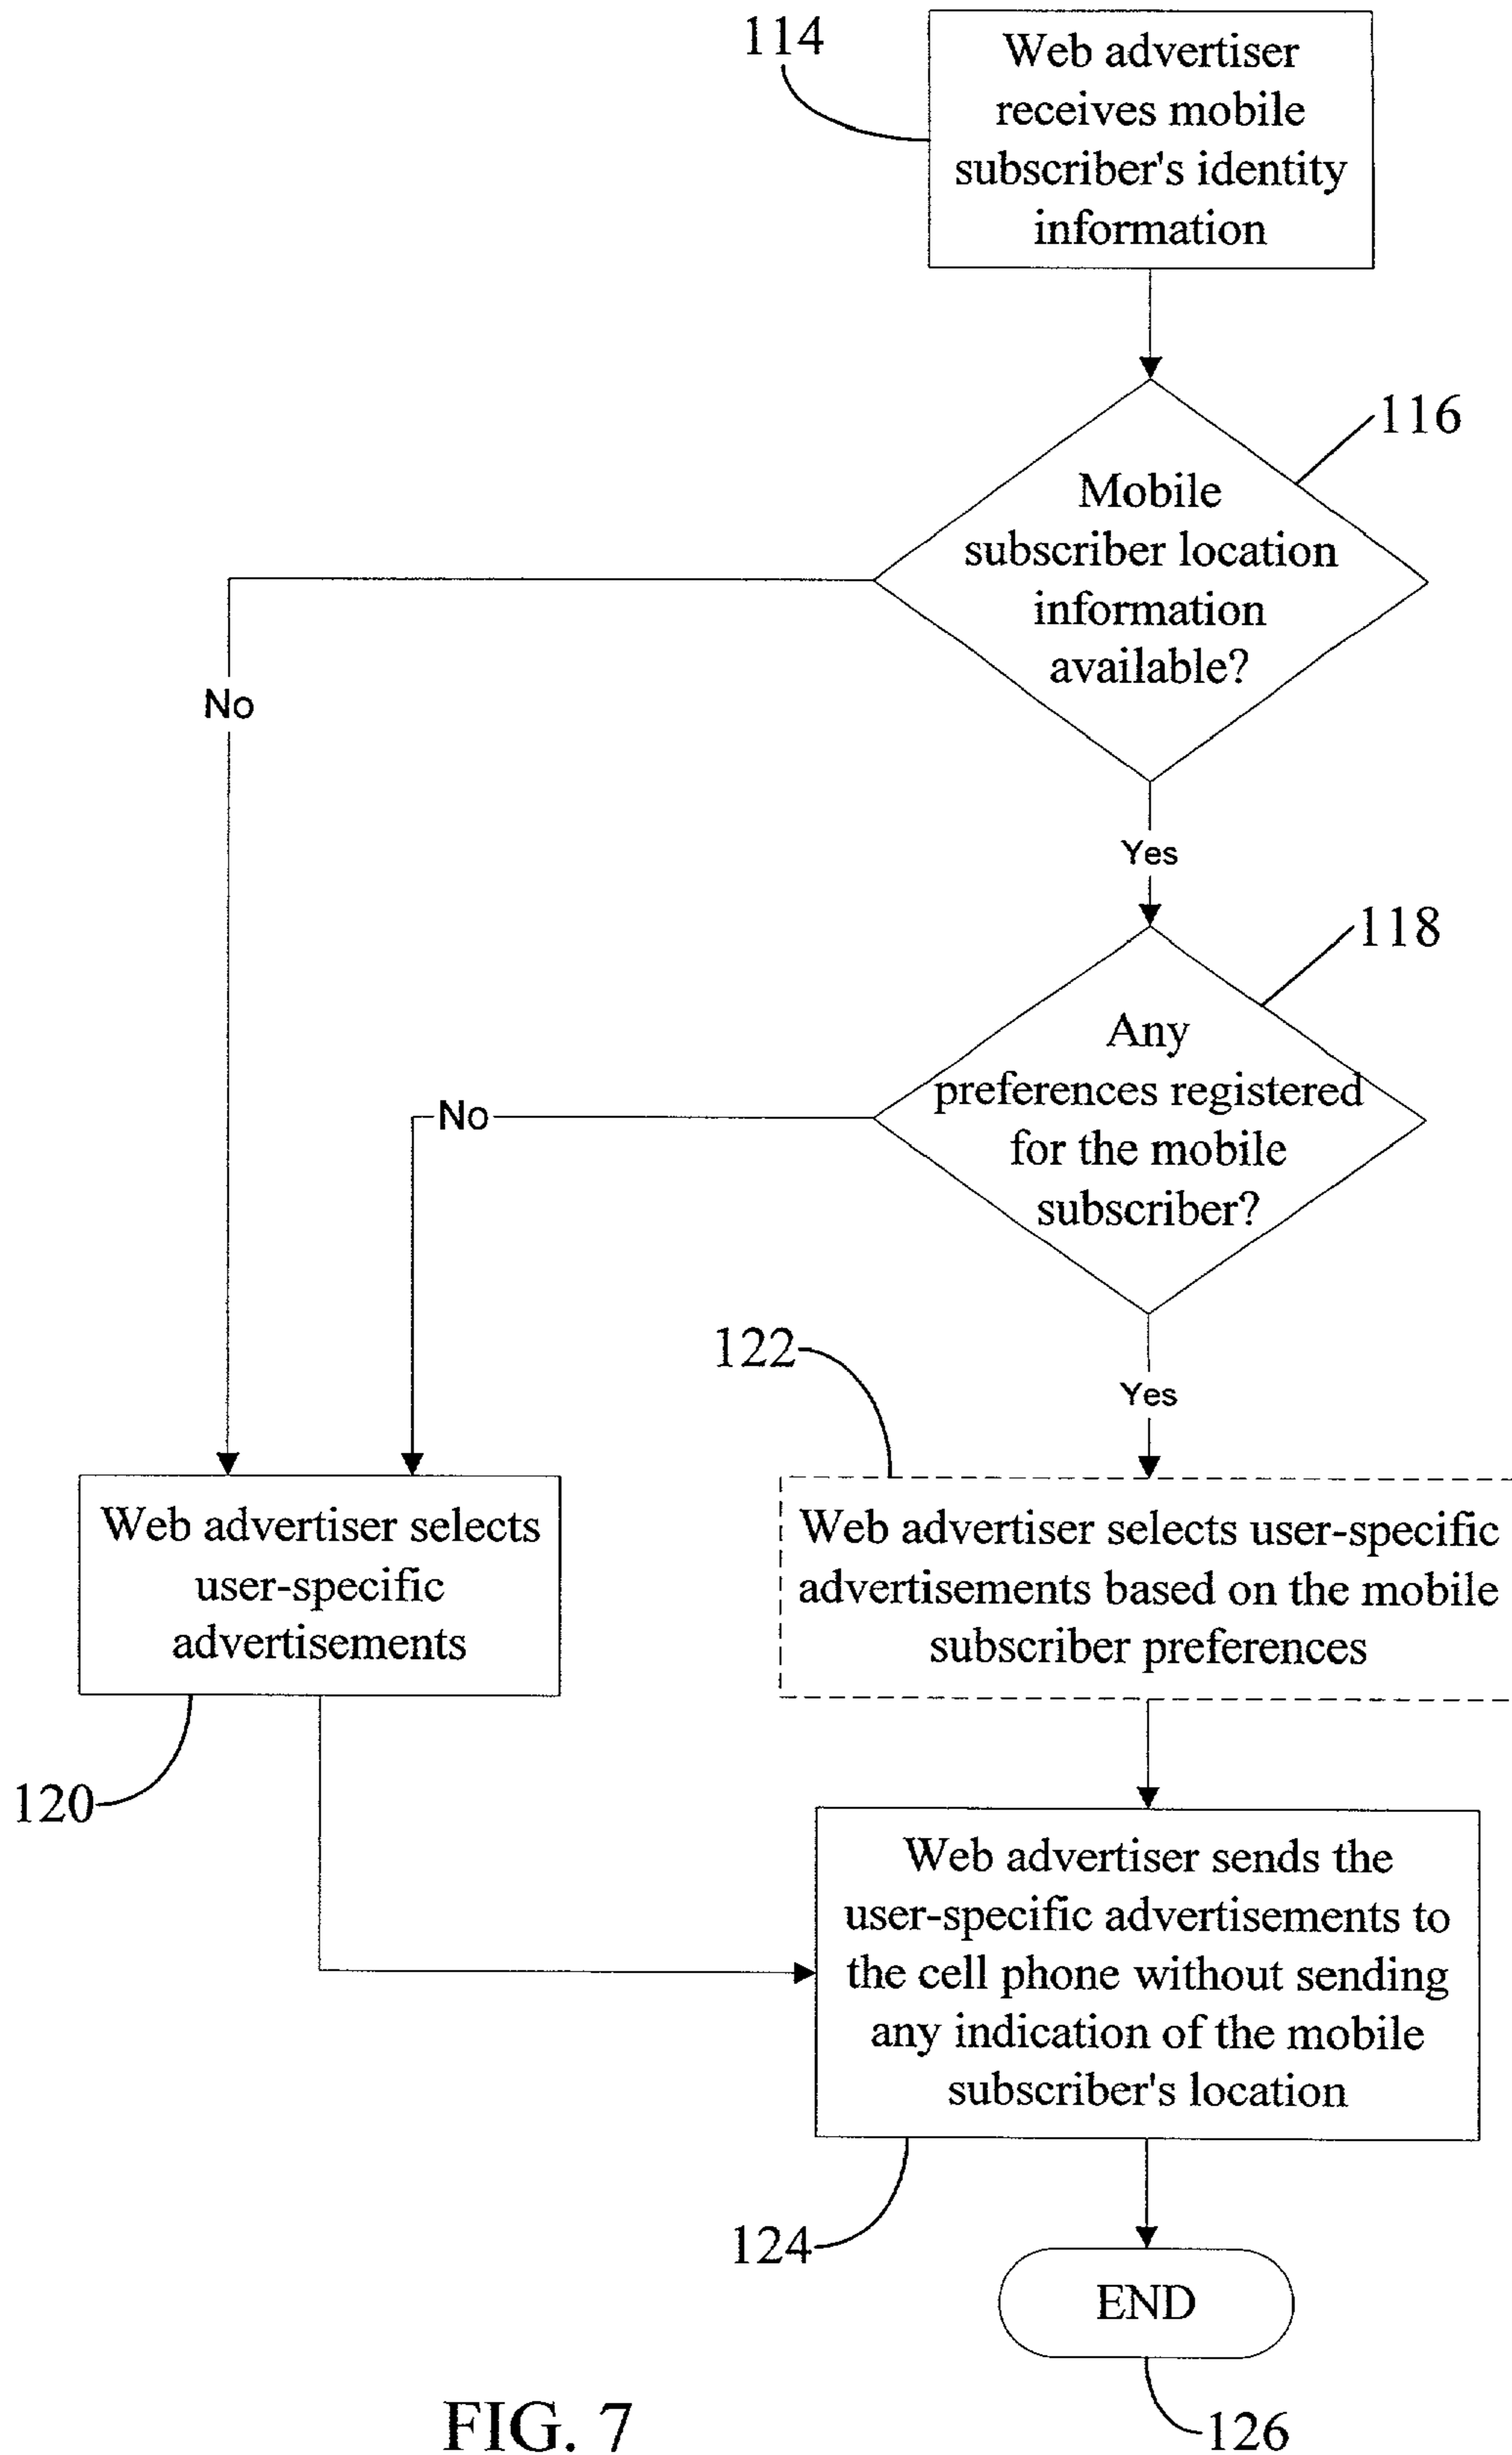 114
Web advertiser
receives mobile
subscriber's identity
information
116
Mobile
subscriber location
information
available?
No
Yes
118
Any
preferences registered
for the mobile
subscriber?
No
122
Yes
Web advertiser selects
user-specific
advertisements
Web advertiser selects user-specific
advertisements based on the mobile
subscriber preferences
120
Web advertiser sends the
user-specific advertisements to
the cell phone without sending
any indication of the mobile
subscriber's location
124
END
126
FIG. 7